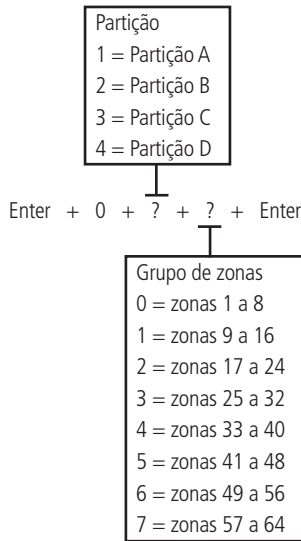 Partição
1 = Partição A
2 = Partição B
3 = Partição C
4 = Partição D
Enter + 0 + ? + ? + Enter
Grupo de zonas
0 = zonas 1 a 8
1 = zonas 9 a 16
2 = zonas 17 a 24
3 = zonas 25 a 32
4 = zonas 33 a 40
5 = zonas 41 a 48
6 = zonas 49 a 56
7 = zonas 57 a 64